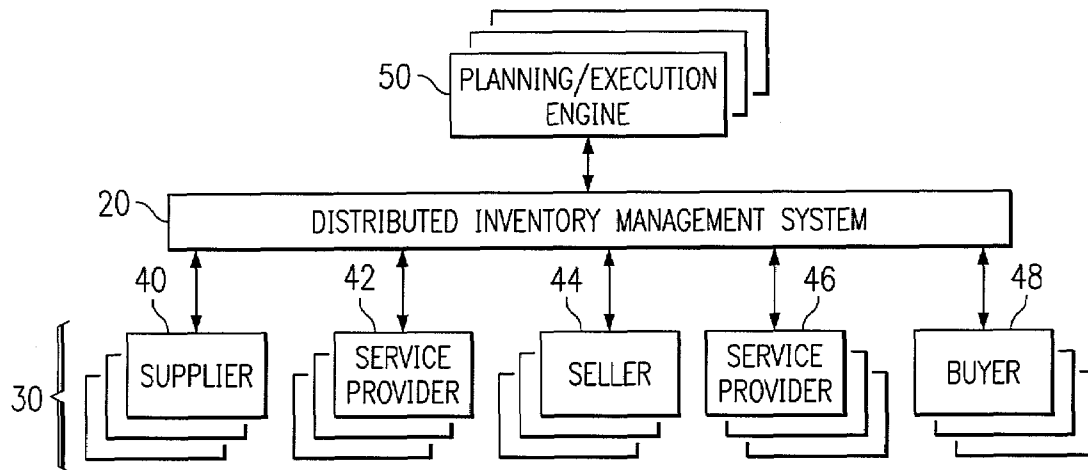 50
PLANNING/EXECUTION
ENGINE
20
DISTRIBUTED INVENTORY MANAGEMENT SYSTEM
40
42
44
46
48
30
SUPPLIER
SERVICE
PROVIDER
SELLER
SERVICE
PROVIDER
BUYER